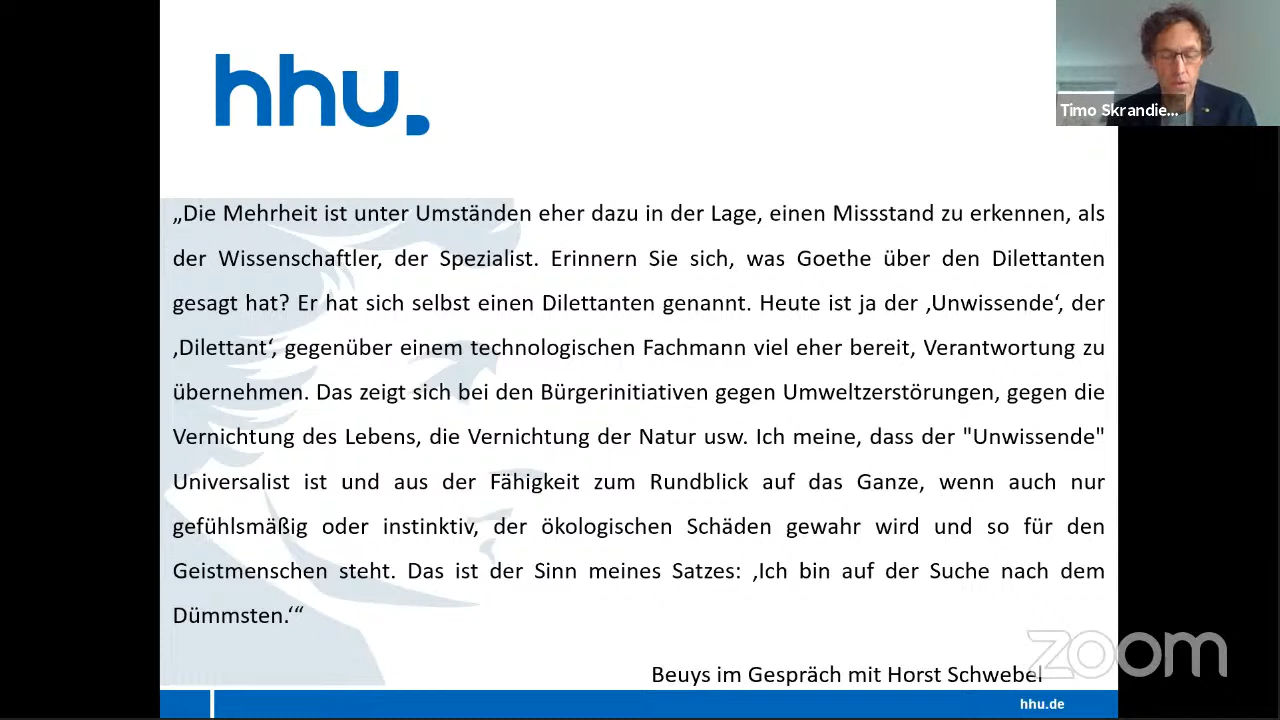 hhu.
Timo Skrandie...
„Die Mehrheit ist unter Umständen eher dazu in der Lage, einen Missstand zu erkennen, als
der Wissenschaftler, der Spezialist. Erinnern Sie sich, was Goethe über den Dilettanten
gesagt hat? Er hat sich selbst einen Dilettanten genannt. Heute ist ja der ‚Unwissende‘, der
‚Dilettant‘, gegenüber einem technologischen Fachmann viel eher bereit, Verantwortung zu
übernehmen. Das zeigt sich bei den Bürgerinitiativen gegen Umweltzerstörungen, gegen die
Vernichtung des Lebens, die Vernichtung der Natur usw. Ich meine, dass der "Unwissende"
Universalist ist und aus der Fähigkeit zum Rundblick auf das Ganze, wenn auch nur
gefühlsmäßig oder instinktiv, der ökologischen Schäden gewahr wird und so für den
Geistmenschen steht. Das ist der Sinn meines Satzes: ‚Ich bin auf der Suche nach dem
Dümmsten.‘“
Beuys im Gespräch mit Horst Schwebel
zoom
hhu.de